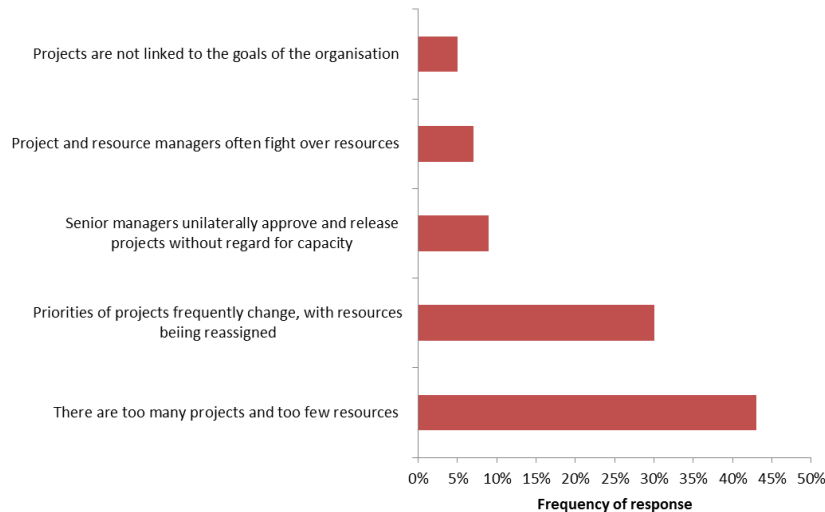 Projects are not linked to the goals of the organisation
Project and resource managers often fight over resources
Senior managers unilaterally approve and release
projects without regard for capacity
Priorities of projects frequently change, with resources
beiing reassigned
There are too many projects and too few resources
0% 5% 10% 15% 20% 25% 30% 35% 40% 45% 50%
Frequency of response